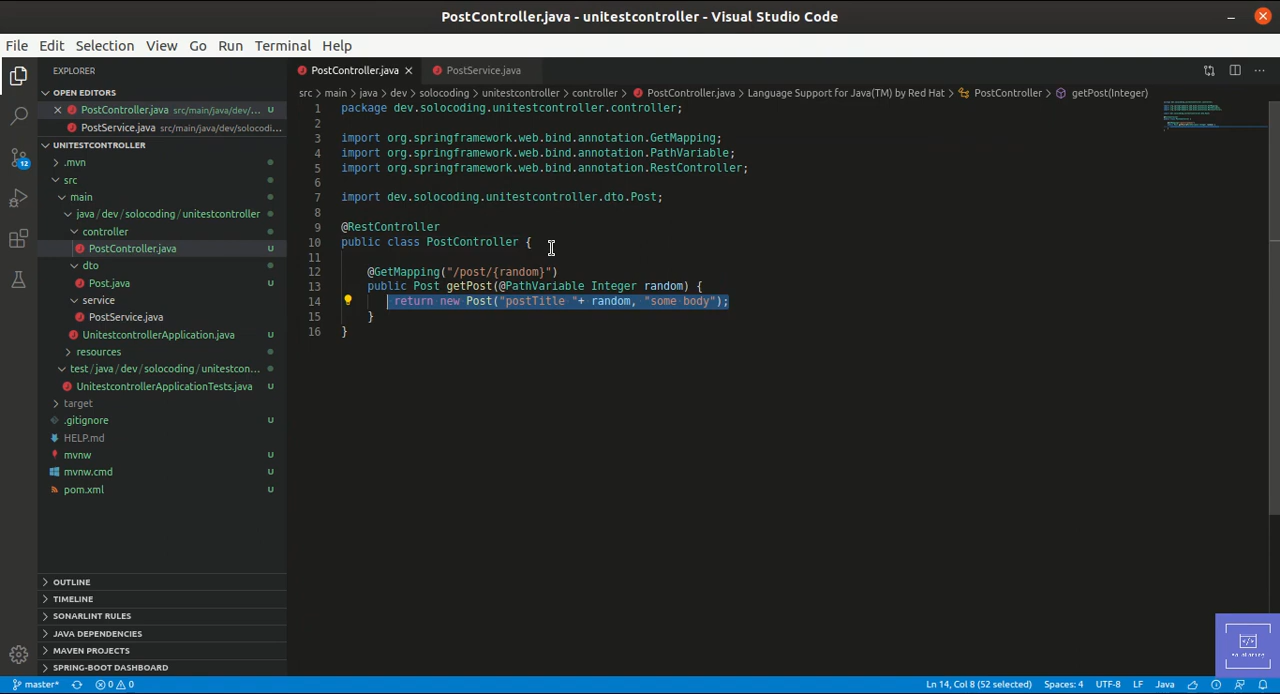 PostController.java - unitestcontroller - Visual Studio Code
File Edit Selection View Go Run Terminal Help
EXPLORER
OPEN EDITORS
PostController.java src/main/java/dev/... U
PostService.java src/main/java/dev/solocodi...
UNITESTCONTROLLER
.mvn
src
main
java / dev / solocoding / unitestcontroller
controller
PostController.java U
dto
Post.java U
service
PostService.java
UnitestcontrollerApplication.java U
resources
test / java / dev / solocoding / unitestcon...
UnitestcontrollerApplicationTests.java U
target
.gitignore U
HELP.md
mvnw U
mvnw.cmd U
pom.xml U
OUTLINE
TIMELINE
SONARLINT RULES
JAVA DEPENDENCIES
MAVEN PROJECTS
SPRING-BOOT DASHBOARD
12
PostController.java PostService.java
src > main > java > dev > solocoding > unitestcontroller > controller > PostController.java > Language Support for Java(TM) by Red Hat > PostController > getPost(Integer)
1 package dev.solocoding.unitestcontroller.controller;
2
3 import org.springframework.web.bind.annotation.GetMapping;
4 import org.springframework.web.bind.annotation.PathVariable;
5 import org.springframework.web.bind.annotation.RestController;
6
7 import dev.solocoding.unitestcontroller.dto.Post;
8
9 @RestController
10 public class PostController {
11
12 @GetMapping("/post/{random}")
13 public Post getPost(@PathVariable Integer random) {
14 return new Post("postTitle "+ random, "some body");
15 }
16 }
master* 0 0 Ln 14, Col 8 (52 selected) Spaces: 4 UTF-8 LF Java